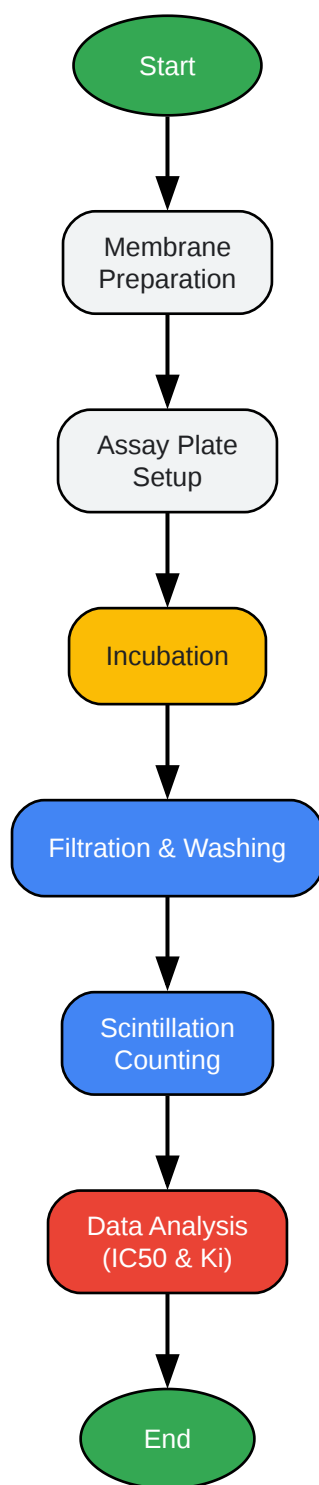 Start
Membrane
Preparation
Assay Plate
Setup
Incubation
Filtration & Washing
Scintillation
Counting
Data Analysis
(IC50 & Ki)
End